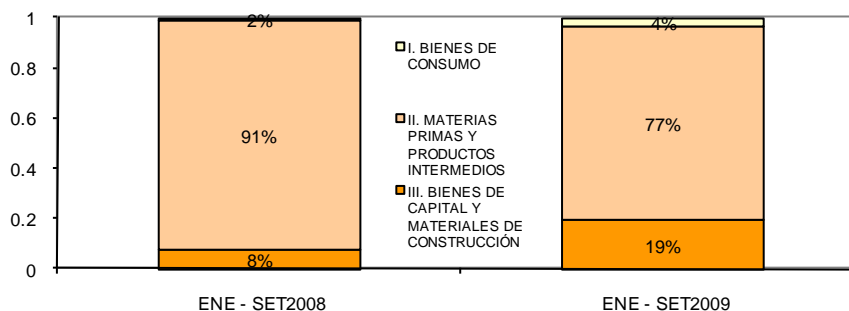 1
0.8
0.6
0.4
0.2
0
2%
91%
8%
4%
77%
19%
I. BIENES DE
CONSUMO
II. MATERIAS
PRIMAS Y
PRODUCTOS
INTERMEDIOS
III. BIENES DE
CAPITAL Y
MATERIALES DE
CONSTRUCCIÓN
ENE - SET2008
ENE - SET2009